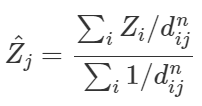 $\hat{Z}_j = \frac{\sum_i Z_i / d_{ij}^n}{\sum_i 1 / d_{ij}^n}$